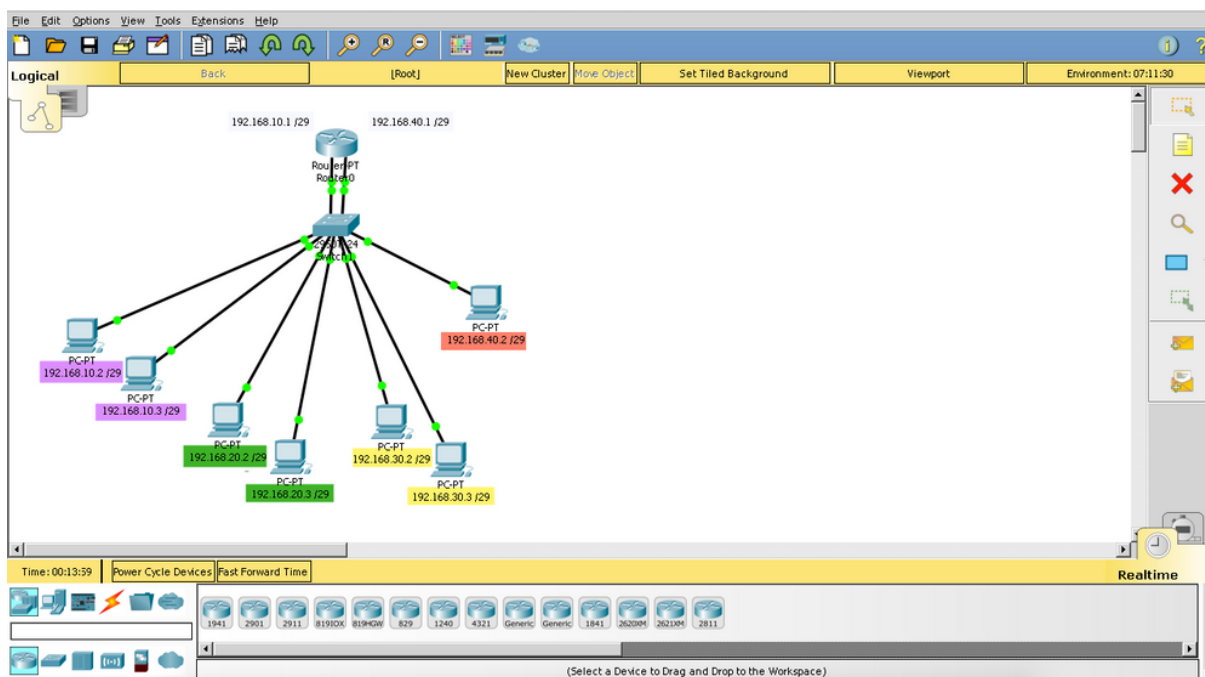 File Edit Options View Tools Extensions Help
Logical Back [Root] New Cluster Move Object Set Tiled Background Viewport Environment: 07:11:30
192.168.10.1 /29 192.168.40.1 /29
Router-PT
Router0
2950T-24
Switch1
PC-PT
192.168.40.2 /29
PC-PT
192.168.10.2 /29
PC-PT
192.168.10.3 /29
PC-PT
192.168.20.2 /29
PC-PT
192.168.20.3 /29
PC-PT
192.168.30.2 /29
PC-PT
192.168.30.3 /29
Time: 00:13:59 Power Cycle Devices Fast Forward Time Realtime
1941 2901 2911 819IOX 819HGW 829 1240 4321 Generic Generic 1841 2620XM 2621XM 2811
(Select a Device to Drag and Drop to the Workspace)